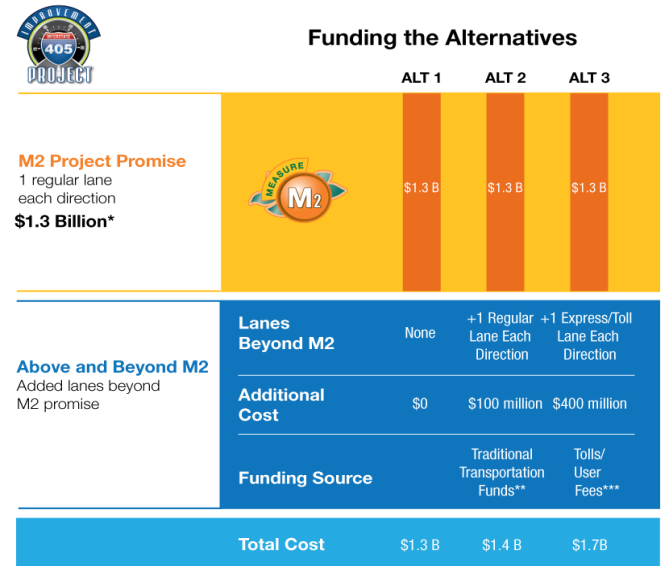 IMPROVEMENT
INTERSTATE
405
PROJECT
Funding the Alternatives
ALT 1 ALT 2 ALT 3
M2 Project Promise
1 regular lane
each direction
$1.3 Billion*
MEASURE
M2
$1.3 B $1.3 B $1.3 B
Above and Beyond M2
Added lanes beyond
M2 promise
Lanes
Beyond M2
None
+1 Regular
Lane Each
Direction
+1 Express/Toll
Lane Each
Direction
Additional
Cost
$0 $100 million $400 million
Funding Source
Traditional
Transportation
Funds**
Tolls/
User
Fees***
Total Cost $1.3 B $1.4 B $1.7B